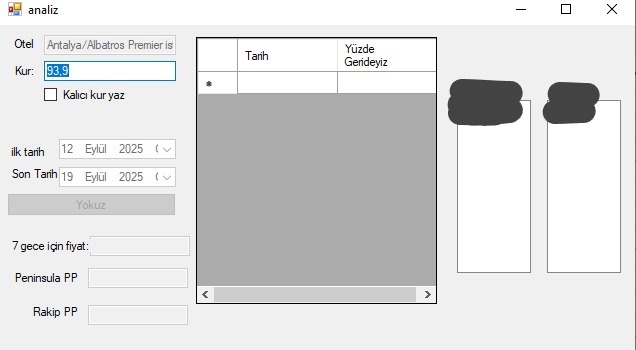 analiz
Otel
Antalya/Albatros Premier is
Kur:
93,9
Kalıcı kur yaz
ilk tarih
12 Eylül 2025
Son Tarih
19 Eylül 2025
Yokuz
7 gece için fiyat:
Peninsula PP
Rakip PP
Tarih
Yüzde
Gerideyiz